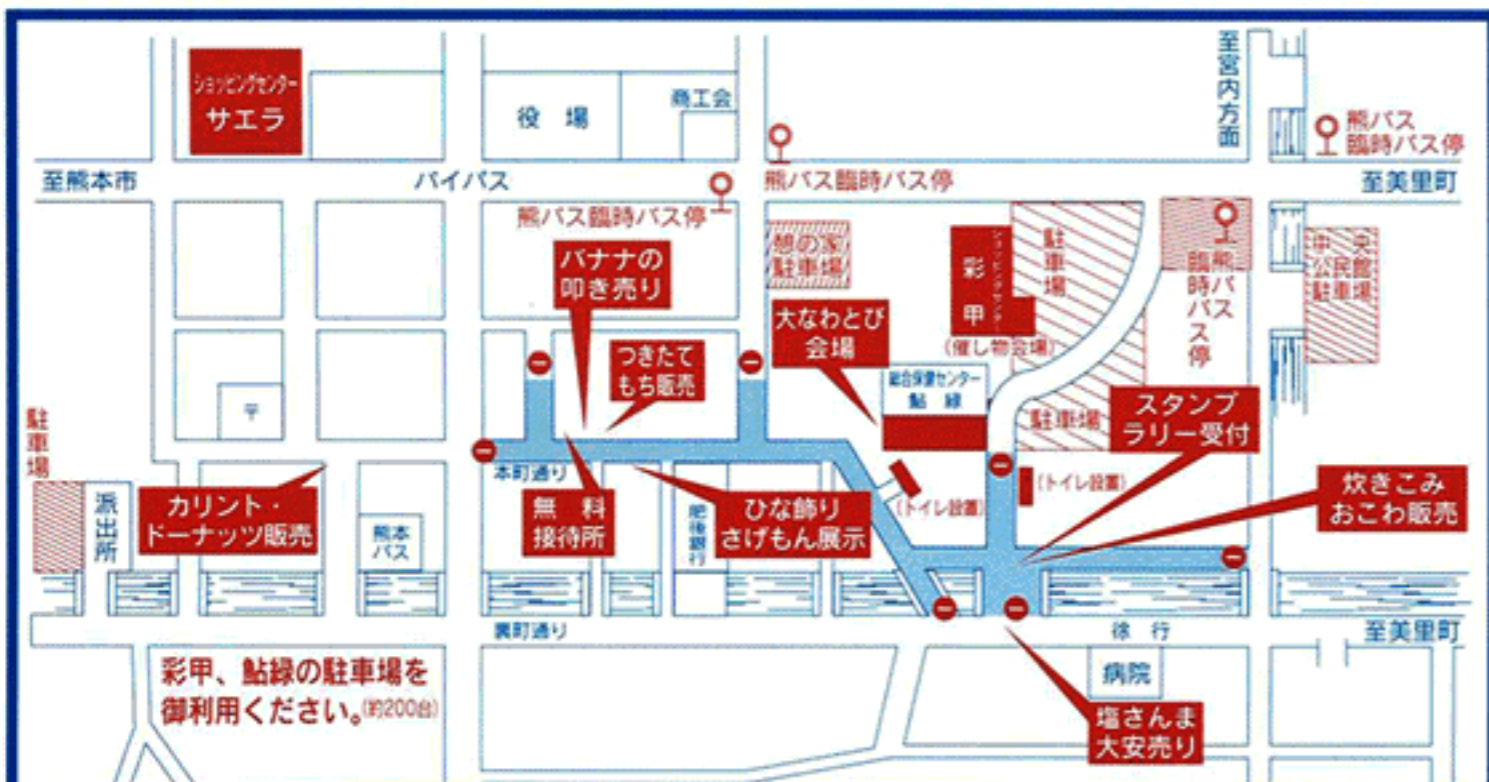 ショッピングセンター
サエラ
役場
商工会
至宮内方面
熊バス
臨時バス停
至熊本市
バイパス
熊バス臨時バス停
至美里町
熊バス臨時バス停
憩の家
駐車場
ショッピングセンター
彩甲
駐車場
熊バス
臨時バス停
中央
公民館
駐車場
バナナの
叩き売り
大なわとび
会場
(催し物会場)
つきたて
もち販売
総合保健センター
鮎緑
スタンプ
ラリー受付
駐車場
〒
駐車場
本町通り
(トイレ設置)
(トイレ設置)
炊きこみ
おこわ販売
カリント・
ドーナッツ販売
派出所
熊本
バス
無料
接待所
肥後銀行
ひな飾り
さげもん展示
裏町通り
徐行
至美里町
彩甲、鮎緑の駐車場を
御利用ください。(約200台)
病院
塩さんま
大安売り